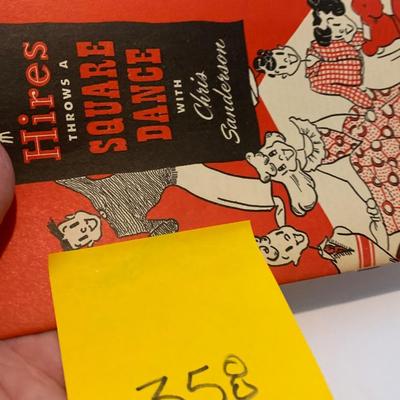 Hires
THROWS A
SQUARE
DANCE
WITH
Chris
Sanderson
358